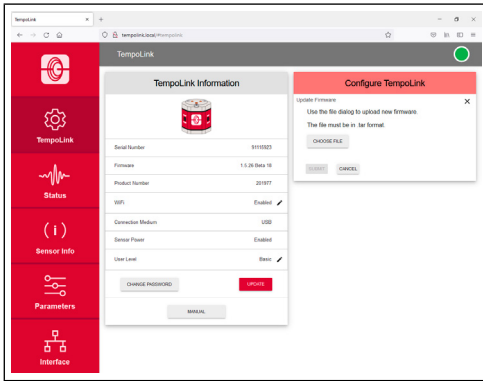 TempoLink
tempolink.local/#tempolink
TempoLink
TempoLink
Status
Sensor Info
Parameters
Interface
TempoLink Information
Serial Number
Firmware
1.5.26 Beta 18
Product Number
201977
WiFi
Enabled
Connection Medium
USB
Sensor Power
Enabled
User Level
Basic
CHANGE PASSWORD
UPDATE
MANUAL
Configure TempoLink
Update Firmware
Use the file dialog to upload new firmware.
The file must be in .tar format.
CHOOSE FILE
SUBMIT
CANCEL